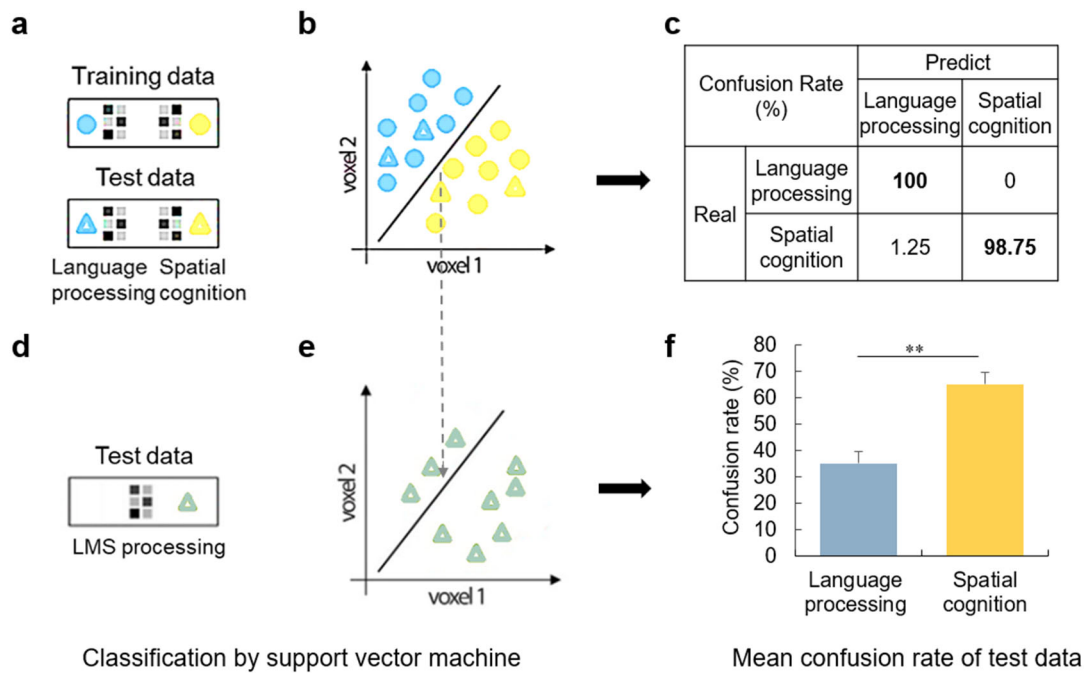 a
Training data
Test data
Language
processing
Spatial
cognition
b
voxel 2
voxel 1
c
Confusion Rate
(%)
Predict
Language
processing
Spatial
cognition
Real
Language
processing
100
0
Spatial
cognition
1.25
98.75
d
Test data
LMS processing
e
voxel 2
voxel 1
f
Confusion rate (%)
80
70
60
50
40
30
20
10
0
**
Language
processing
Spatial
cognition
Classification by support vector machine
Mean confusion rate of test data